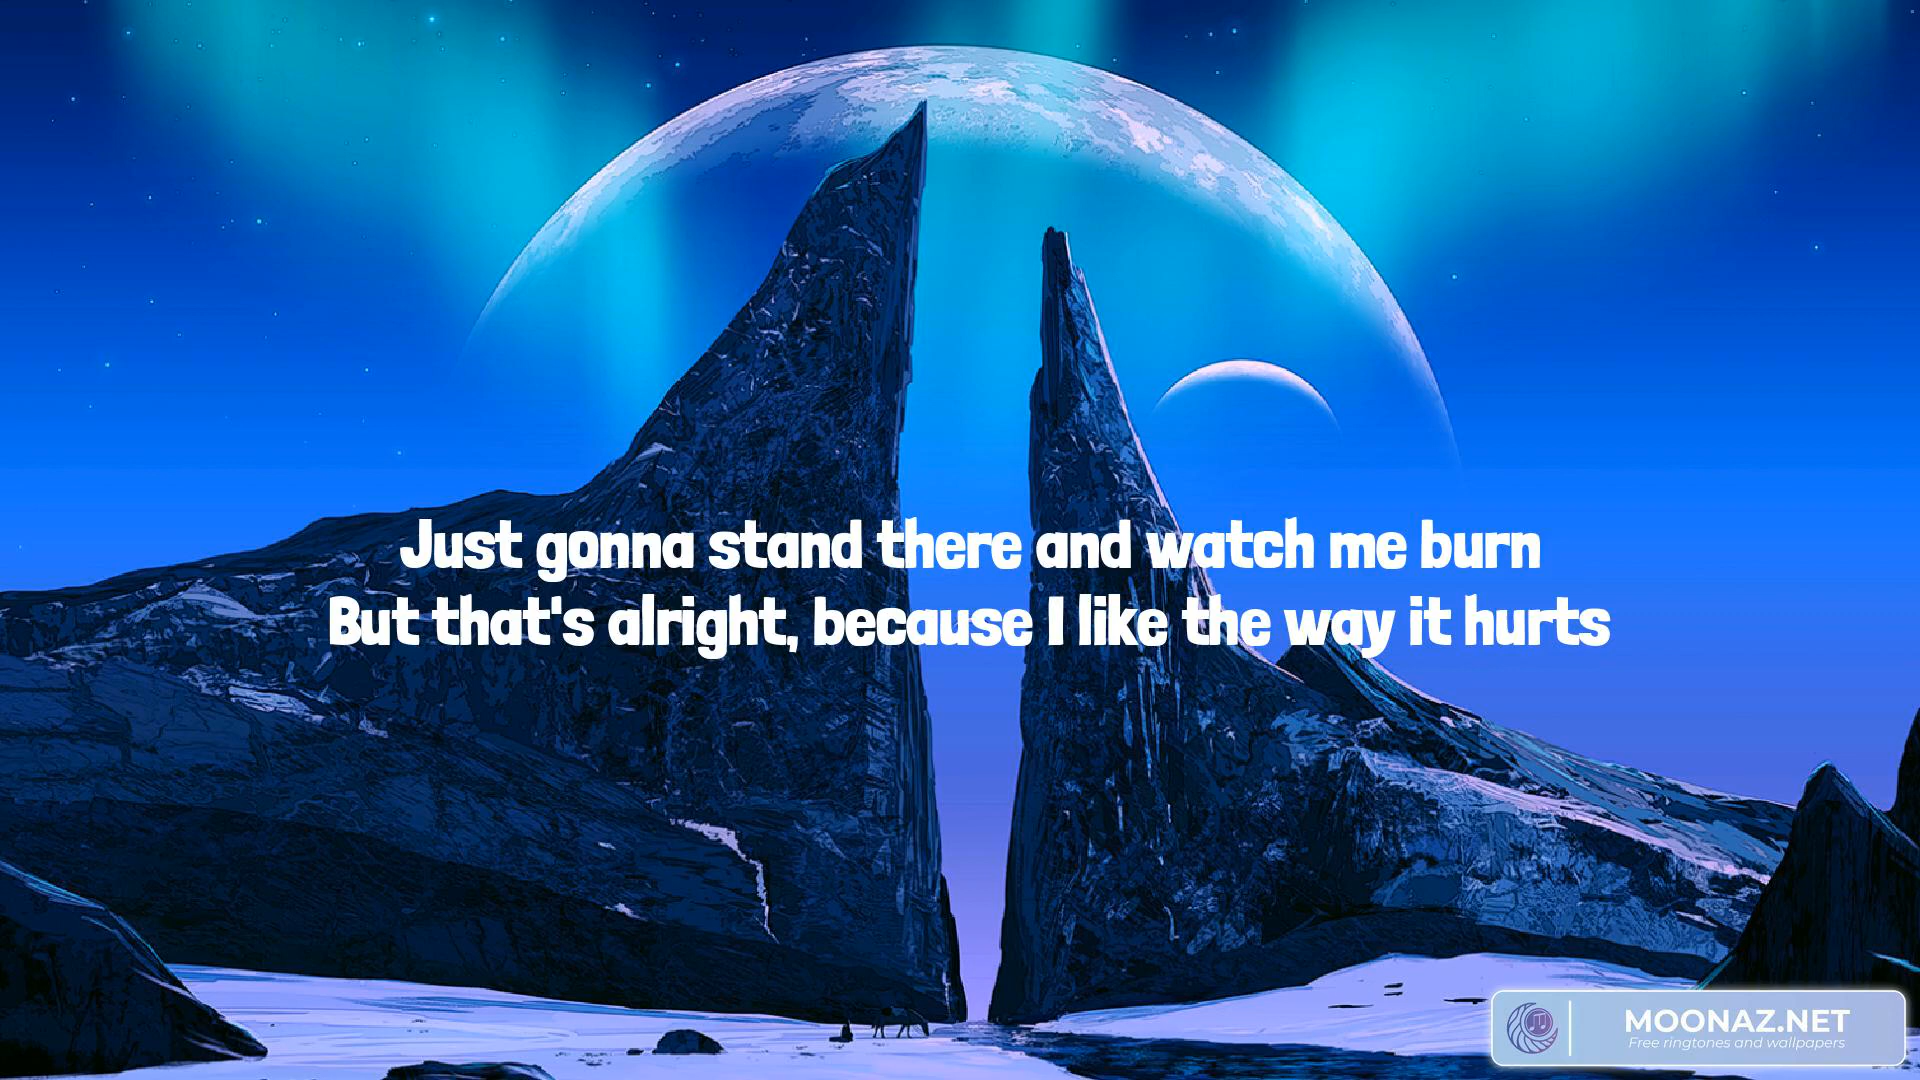 Just gonna stand there and watch me burn
But that's alright, because I like the way it hurts
MOONAZ.NET
Free ringtones and wallpapers